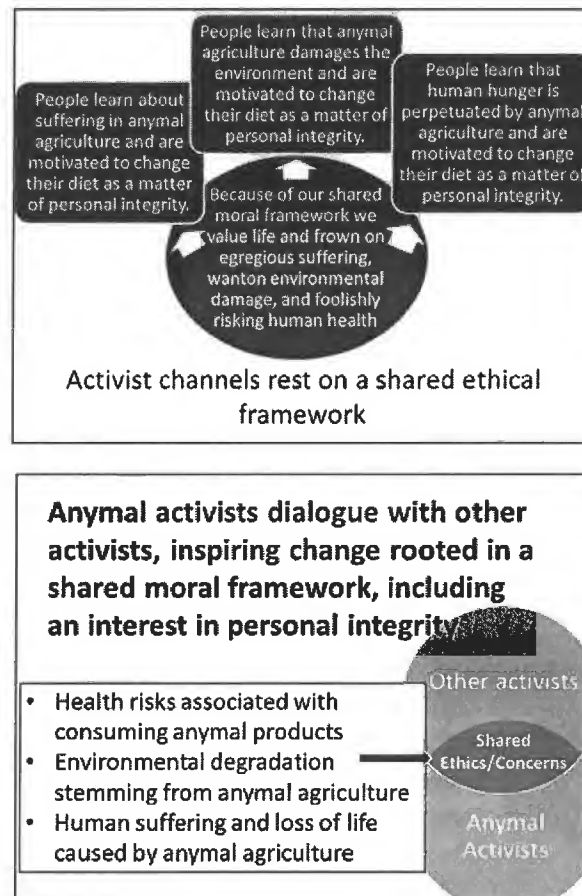 People learn about
suffering in anymal
agriculture and are
motivated to change
their diet as a matter
of personal integrity.
People learn that anymal
agriculture damages the
environment and are
motivated to change
their diet as a matter of
personal integrity.
People learn that
human hunger is
perpetuated by anymal
agriculture and are
motivated to change
their diet as a matter of
personal integrity.
Because of our shared
moral framework we
value life and frown on
egregious suffering,
wanton environmental
damage, and foolishly
risking human health
Activist channels rest on a shared ethical
framework
Anymal activists dialogue with other
activists, inspiring change rooted in a
shared moral framework, including
an interest in personal integrity
• Health risks associated with
consuming anymal products
• Environmental degradation
stemming from anymal agriculture
• Human suffering and loss of life
caused by anymal agriculture
Other activists
Shared
Ethics/Concerns
Anymal
Activists